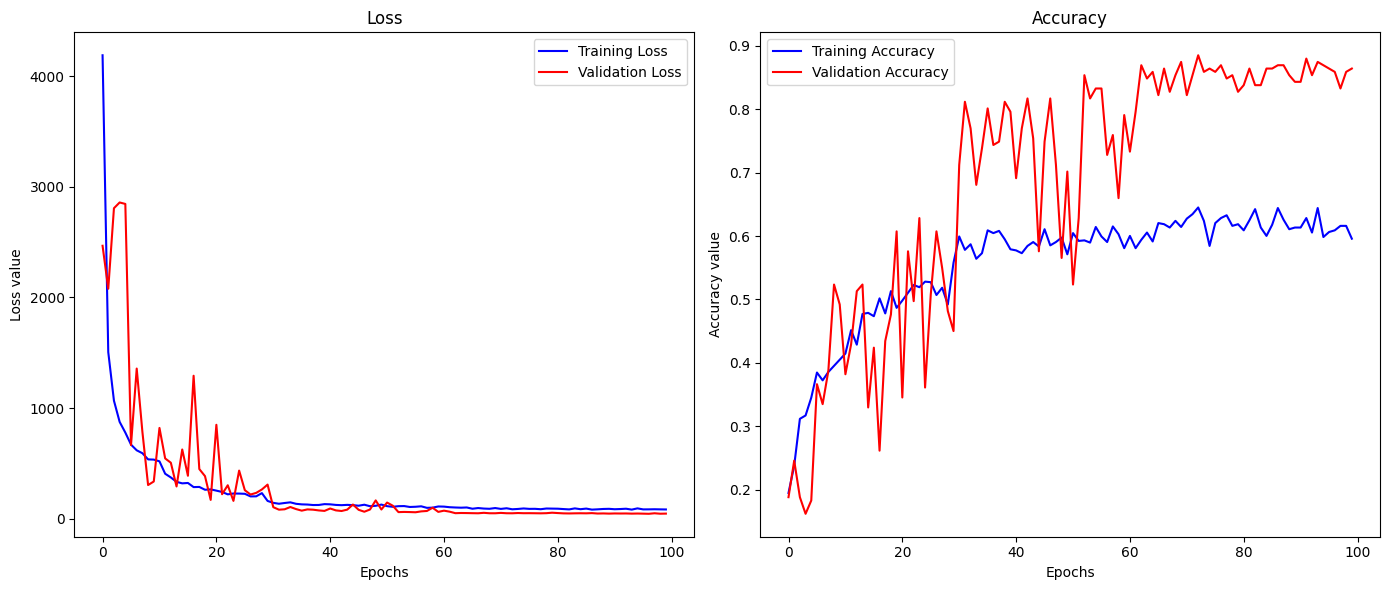 Loss
Training Loss
Validation Loss
Loss value
4000
3000
2000
1000
0
0 20 40 60 80 100
Epochs
Accuracy
Training Accuracy
Validation Accuracy
Accuracy value
0.9
0.8
0.7
0.6
0.5
0.4
0.3
0.2
0 20 40 60 80 100
Epochs